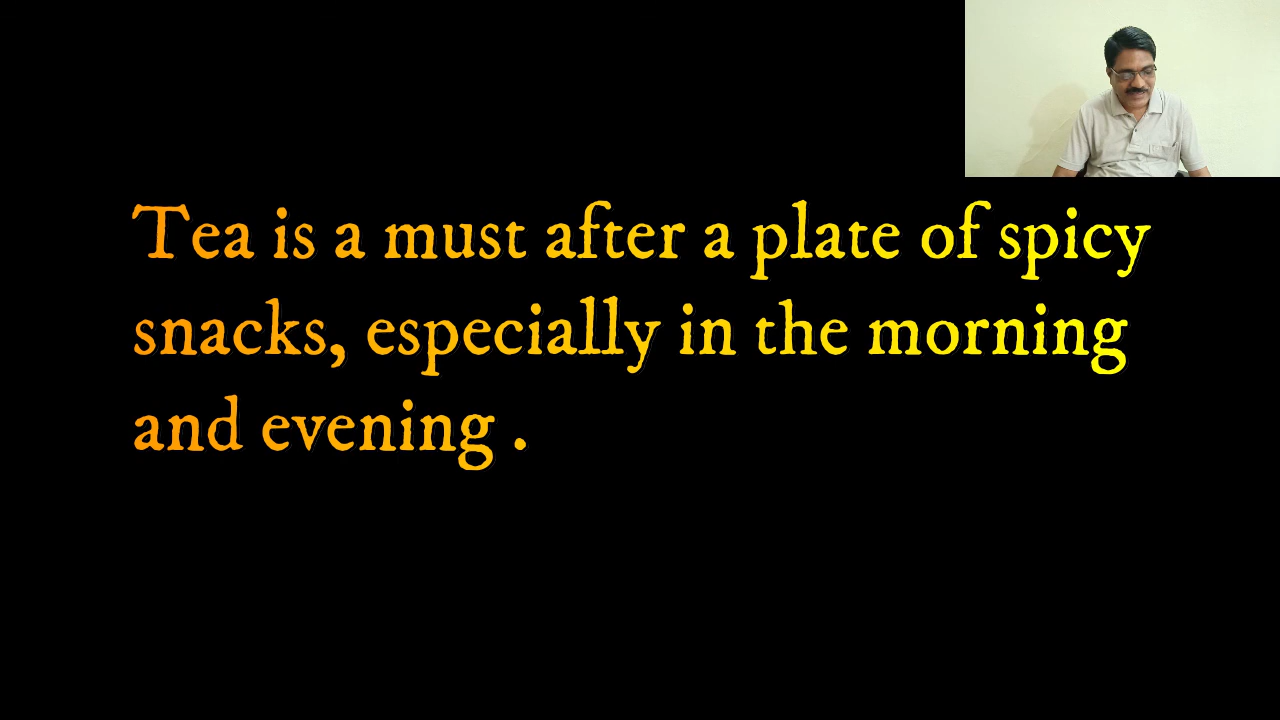 Tea is a must after a plate of spicy
snacks, especially in the morning
and evening .